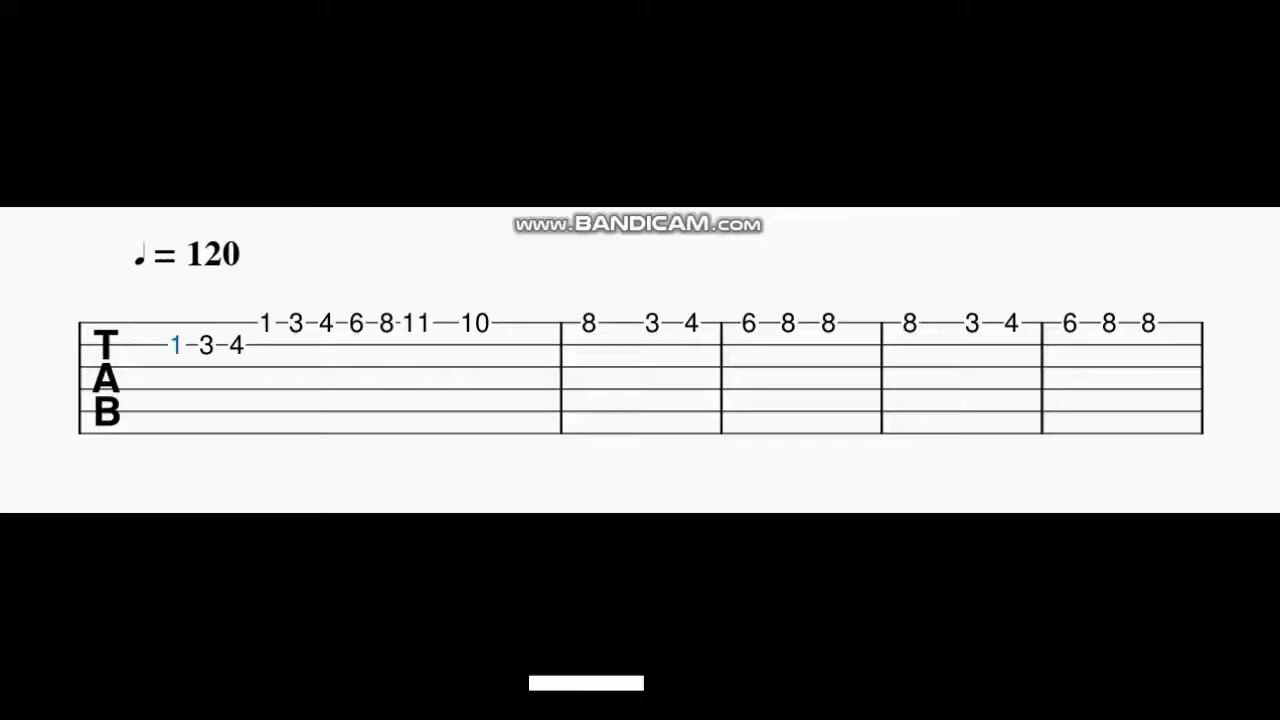 www.BANDICAM.com
♩ = 120
1 3 4 6 8 11 10 8 3 4 6 8 8 8 3 4 6 8 8
T 1 3 4
A
B